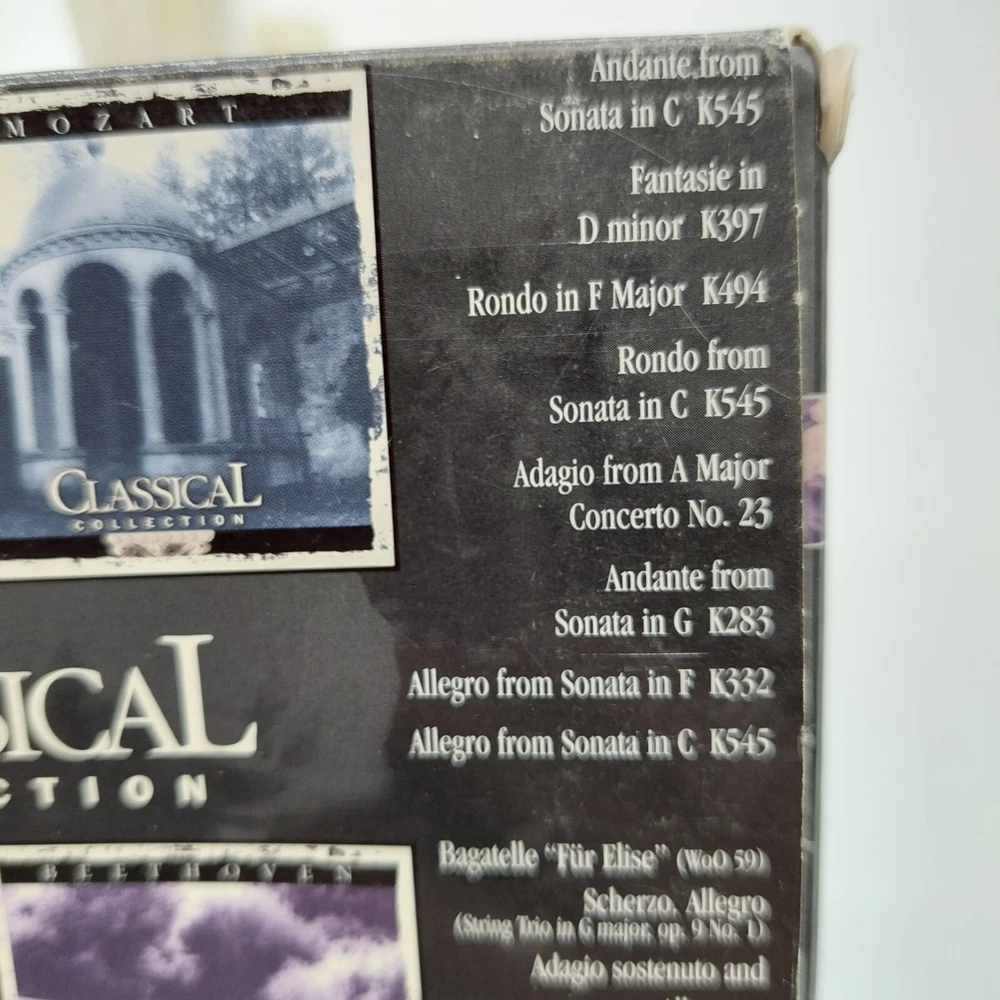 MOZART
CLASSICAL
COLLECTION
Andante from
Sonata in C K545
Fantasie in
D minor K397
Rondo in F Major K494
Rondo from
Sonata in C K545
Adagio from A Major
Concerto No. 23
Andante from
Sonata in G K283
Allegro from Sonata in F K332
Allegro from Sonata in C K545
SICAL
CTION
BEETHOVEN
Bagatelle “Für Elise” (WoO 59)
Scherzo. Allegro
(String Trio in G major, op. 9 No. 1)
Adagio sostenuto and